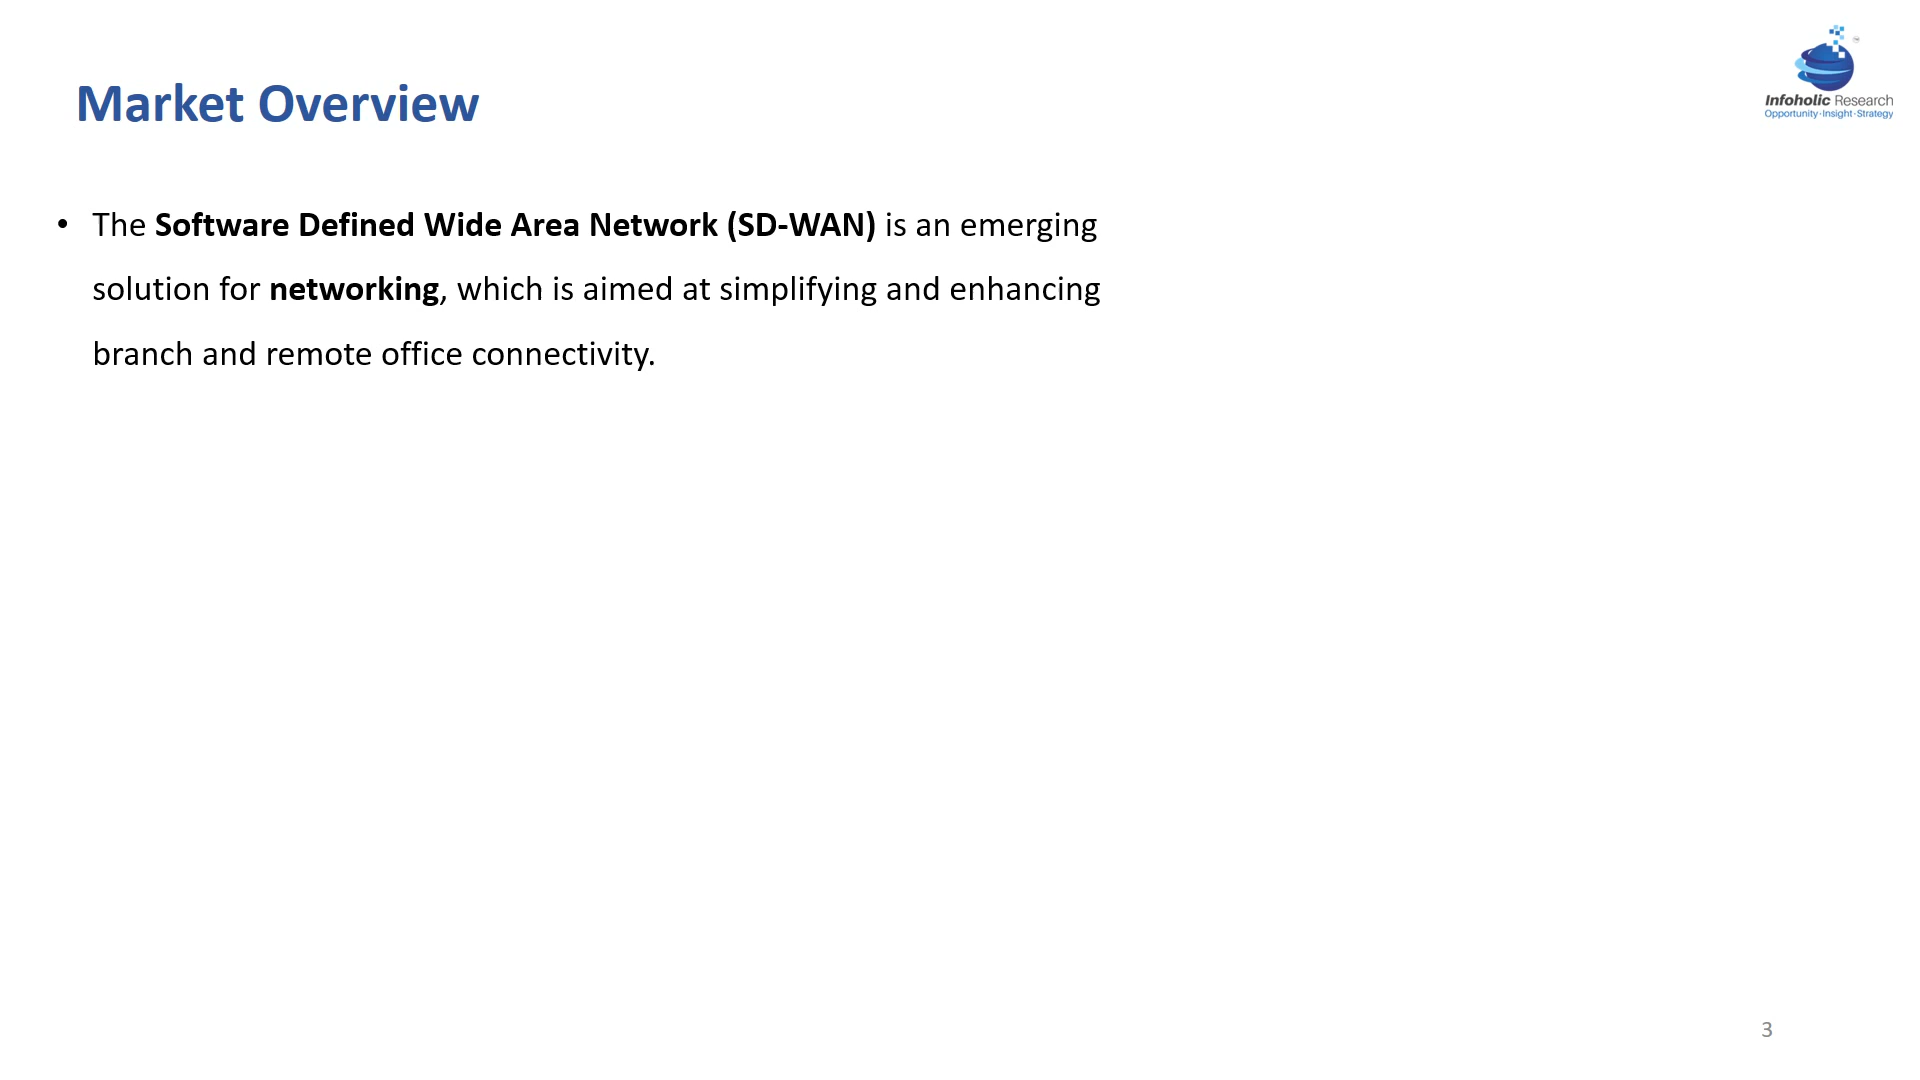 Market Overview
Infoholic Research
Opportunity·Insight·Strategy
• The Software Defined Wide Area Network (SD-WAN) is an emerging
solution for networking, which is aimed at simplifying and enhancing
branch and remote office connectivity.
3